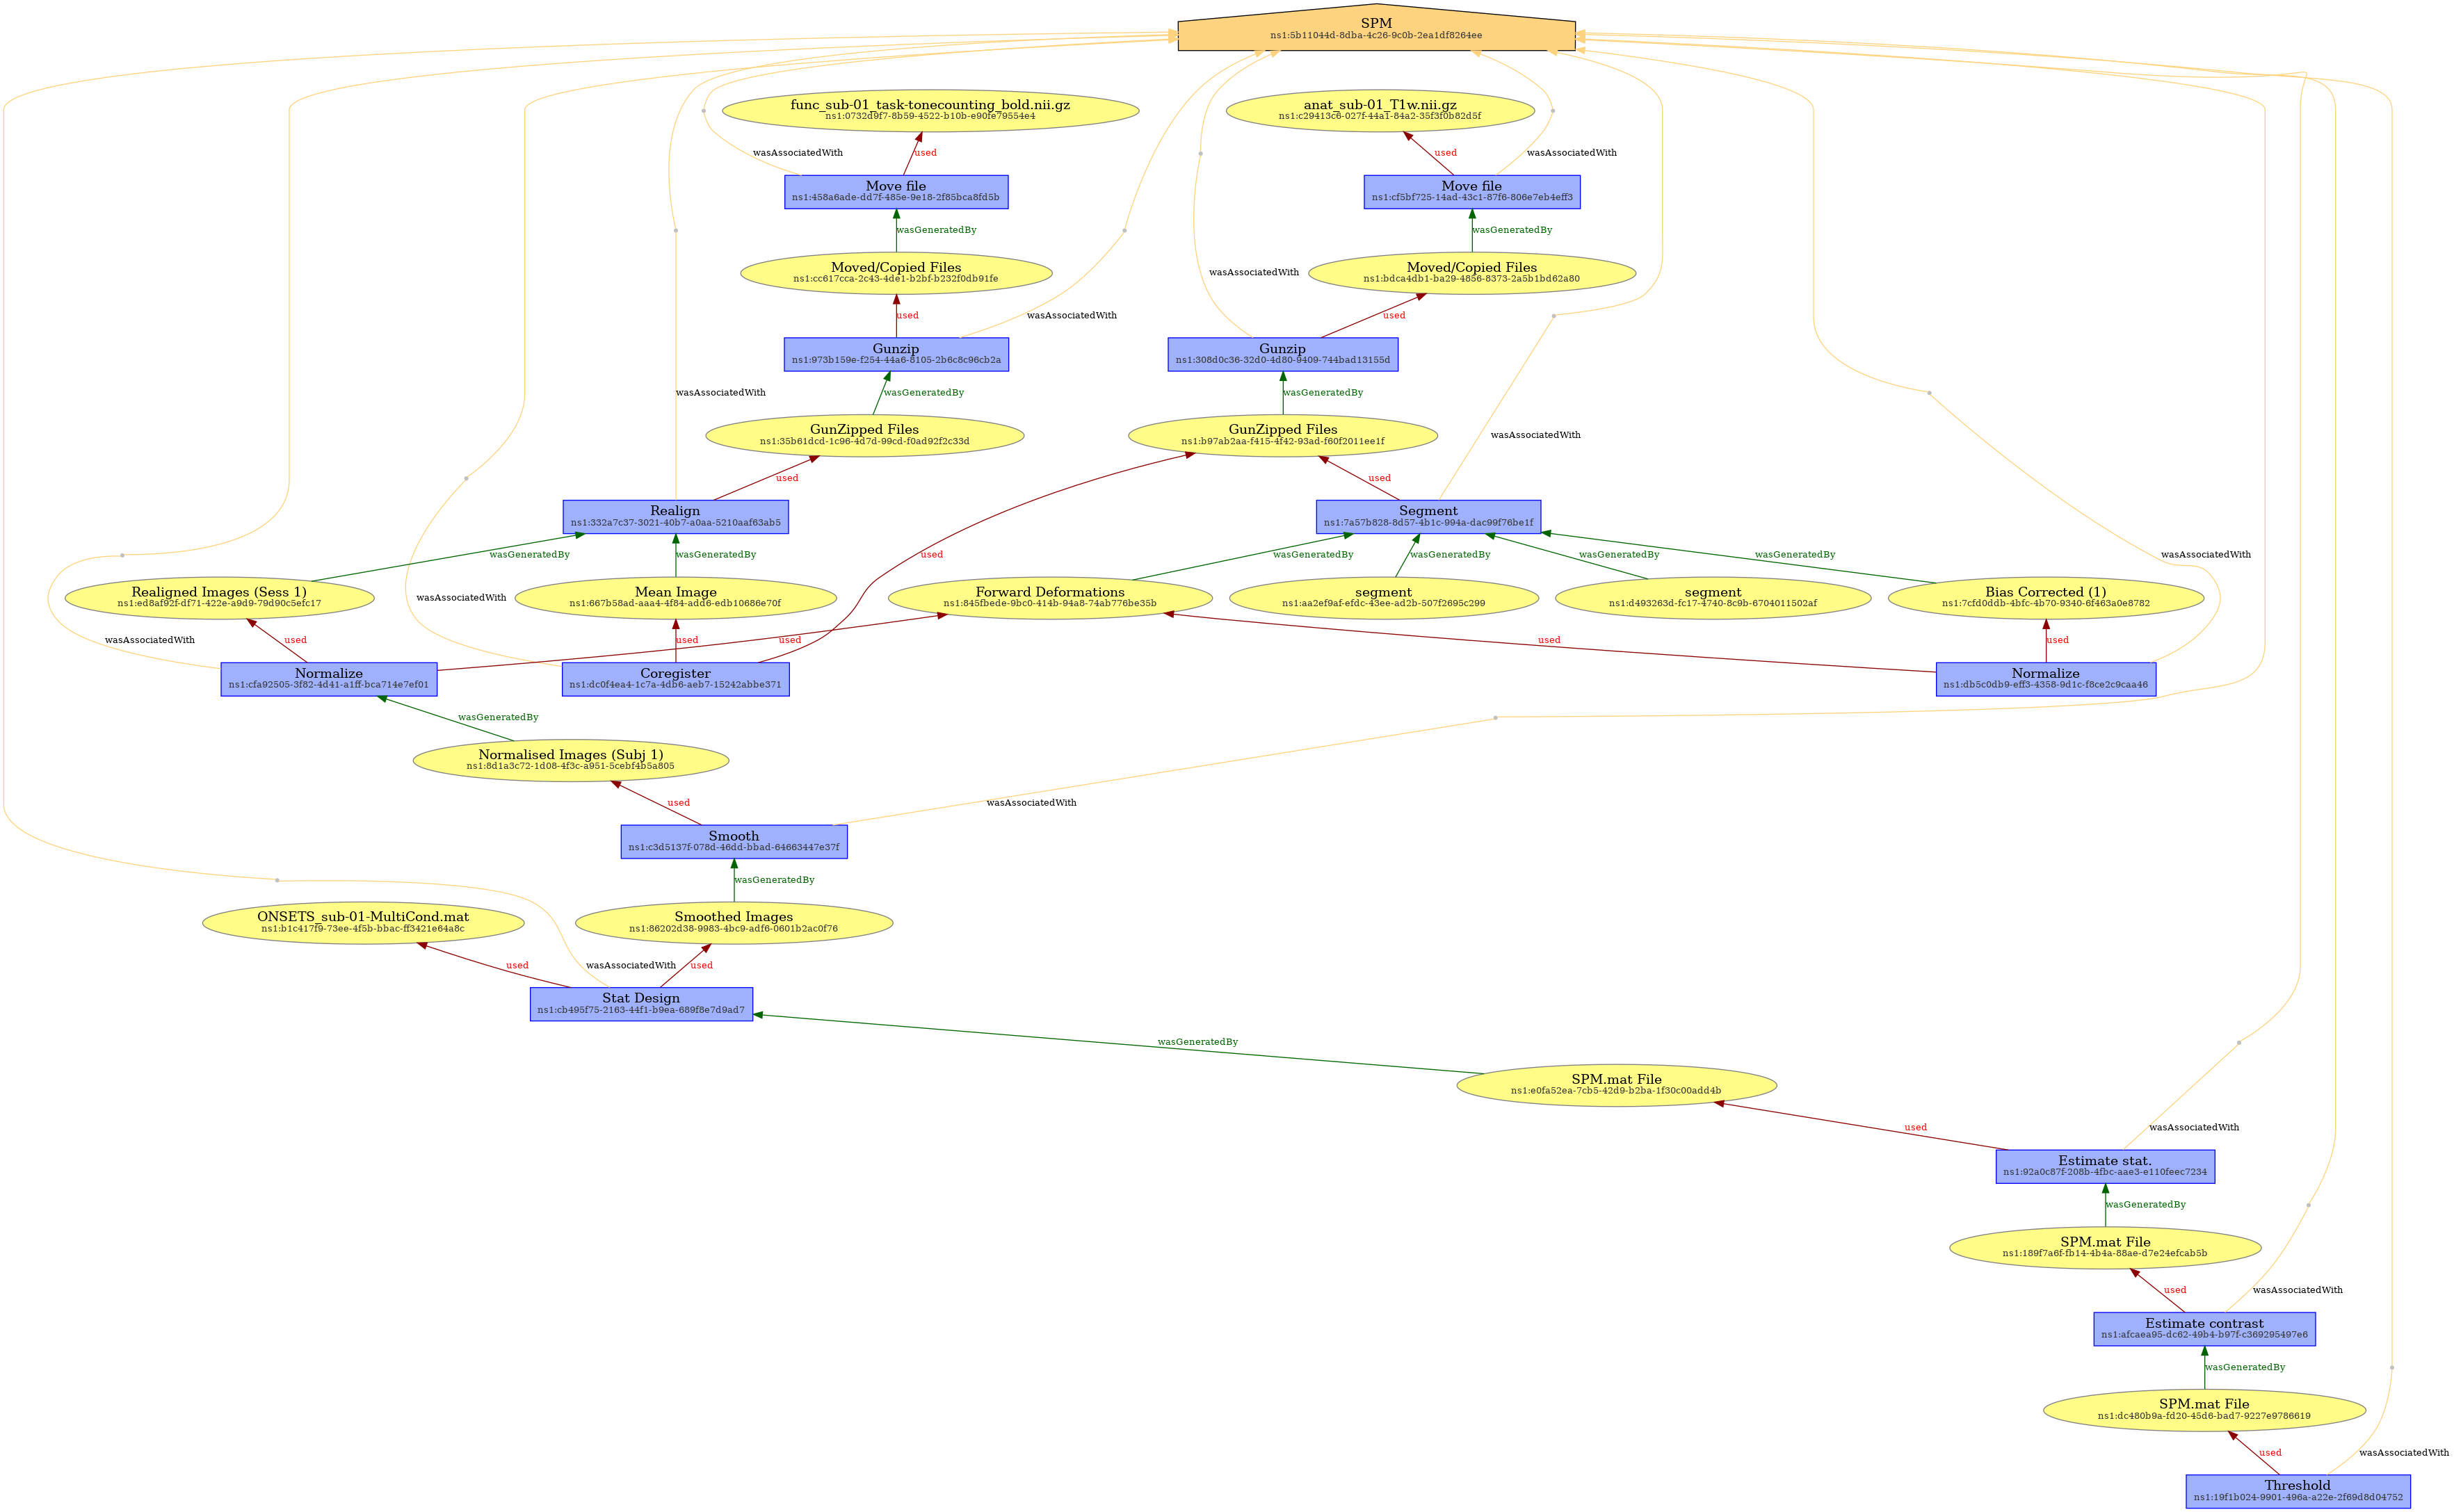 SPM
ns1:5b11044d-8dba-4c26-9c0b-2ea1df8264ee
func_sub-01_task-tonecounting_bold.nii.gz
ns1:0732d9f7-8b59-4522-b10b-e90fe79554e4
anat_sub-01_T1w.nii.gz
ns1:c29413c6-027f-44a1-84a2-35f3f0b82d5f
wasAssociatedWith
used
used
wasAssociatedWith
Move file
ns1:458a6ade-dd7f-485e-9e18-2f85bca8fd5b
Move file
ns1:cf5bf725-14ad-43c1-87f6-806e7eb4eff3
wasGeneratedBy
wasGeneratedBy
Moved/Copied Files
ns1:cc617cca-2c43-4de1-b2bf-b232f0db91fe
wasAssociatedWith
Moved/Copied Files
ns1:bdca4db1-ba29-4856-8373-2a5b1bd62a80
used
wasAssociatedWith
used
Gunzip
ns1:973b159e-f254-44a6-8105-2b6c8c96cb2a
Gunzip
ns1:308d0c36-32d0-4d80-9409-744bad13155d
wasAssociatedWith
wasGeneratedBy
wasGeneratedBy
GunZipped Files
ns1:35b61dcd-1c96-4d7d-99cd-f0ad92f2c33d
GunZipped Files
ns1:b97ab2aa-f415-4f42-93ad-f60f2011ee1f
wasAssociatedWith
used
used
Realign
ns1:332a7c37-3021-40b7-a0aa-5210aaf63ab5
Segment
ns1:7a57b828-8d57-4b1c-994a-dac99f76be1f
wasGeneratedBy
wasGeneratedBy
used
wasGeneratedBy
wasGeneratedBy
wasGeneratedBy
wasGeneratedBy
wasAssociatedWith
Realigned Images (Sess 1)
ns1:ed8af92f-df71-422e-a9d9-79d90c5efc17
wasAssociatedWith
Mean Image
ns1:667b58ad-aaa4-4f84-add6-edb10686e70f
Forward Deformations
ns1:845fbede-9bc0-414b-94a8-74ab776be35b
segment
ns1:aa2ef9af-efdc-43ee-ad2b-507f2695c299
segment
ns1:d493263d-fc17-4740-8c9b-6704011502af
Bias Corrected (1)
ns1:7cfd0ddb-4bfc-4b70-9340-6f463a0e8782
wasAssociatedWith
used
used
used
used
used
Normalize
ns1:cfa92505-3f82-4d41-a1ff-bca714e7ef01
Coregister
ns1:dc0f4ea4-1c7a-4db6-aeb7-15242abbe371
Normalize
ns1:db5c0db9-eff3-4358-9d1c-f8ce2c9caa46
wasGeneratedBy
Normalised Images (Subj 1)
ns1:8d1a3c72-1d08-4f3c-a951-5cebf4b5a805
used
wasAssociatedWith
Smooth
ns1:c3d5137f-078d-46dd-bbad-64663447e37f
wasGeneratedBy
ONSETS_sub-01-MultiCond.mat
ns1:b1c417f9-73ee-4f5b-bbac-ff3421e64a8c
Smoothed Images
ns1:86202d38-9983-4bc9-adf6-0601b2ac0f76
used
wasAssociatedWith
used
Stat Design
ns1:cb495f75-2163-44f1-b9ea-689f8e7d9ad7
wasGeneratedBy
SPM.mat File
ns1:e0fa52ea-7cb5-42d9-b2ba-1f30c00add4b
used
wasAssociatedWith
Estimate stat.
ns1:92a0c87f-208b-4fbc-aae3-e110feec7234
wasGeneratedBy
SPM.mat File
ns1:189f7a6f-fb14-4b4a-88ae-d7e24efcab5b
used
wasAssociatedWith
Estimate contrast
ns1:afcaea95-dc62-49b4-b97f-c369295497e6
wasGeneratedBy
SPM.mat File
ns1:dc480b9a-fd20-45d6-bad7-9227e9786619
used
wasAssociatedWith
Threshold
ns1:19f1b024-9901-496a-a22e-2f69d8d04752